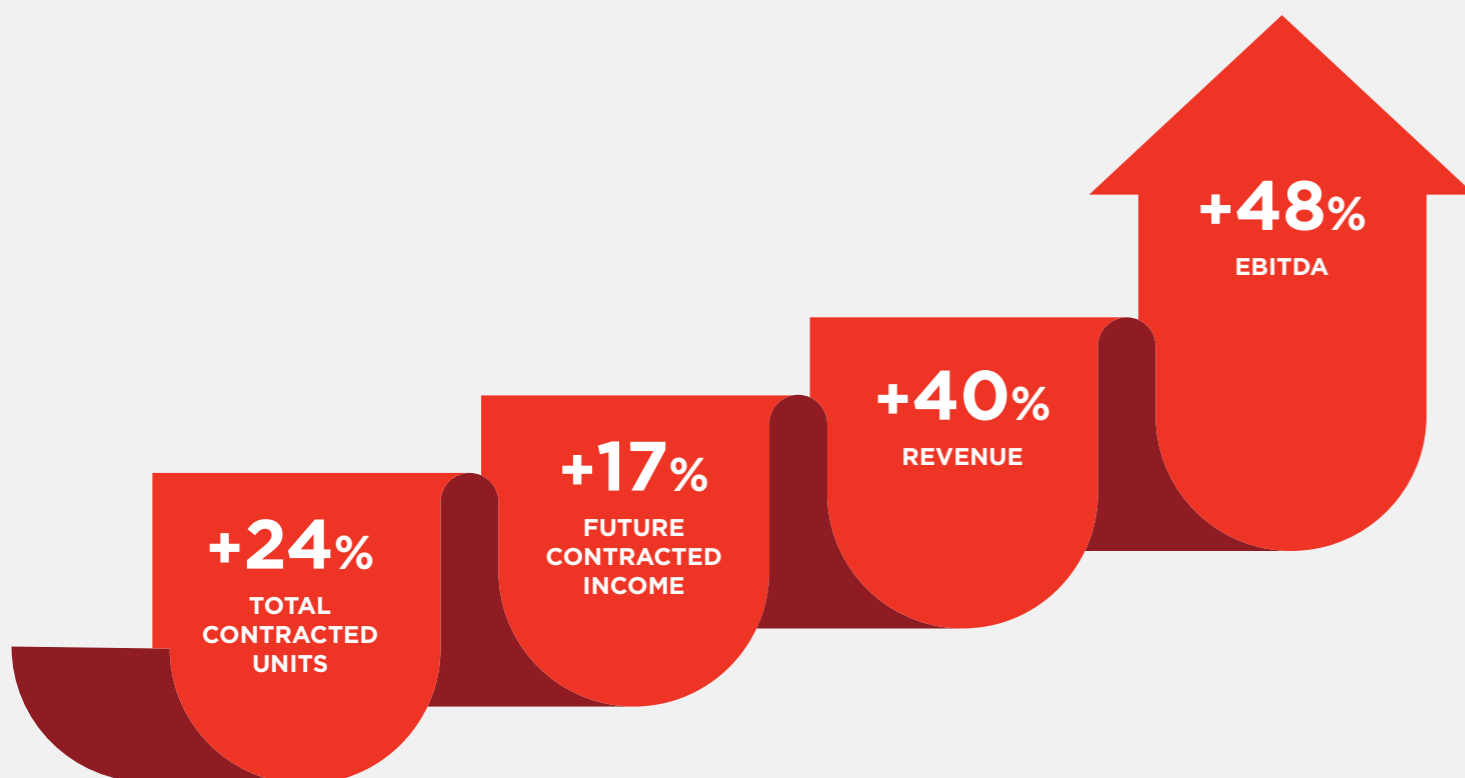 +24%
TOTAL
CONTRACTED
UNITS
+17%
FUTURE
CONTRACTED
INCOME
+40%
REVENUE
+48%
EBITDA